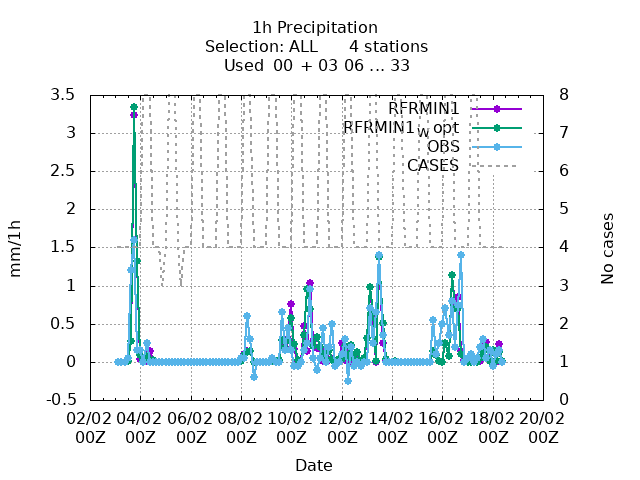 1h Precipitation
Selection: ALL 4 stations
Used 00 + 03 06 ... 33
mm/1h
No cases
3.5
3
2.5
2
1.5
1
0.5
0
-0.5
8
7
6
5
4
3
2
1
0
RFRMIN1
RFRMIN1_W opt
OBS
CASES
02/02 04/02 06/02 08/02 10/02 12/02 14/02 16/02 18/02 20/02
00Z 00Z 00Z 00Z 00Z 00Z 00Z 00Z 00Z 00Z
Date